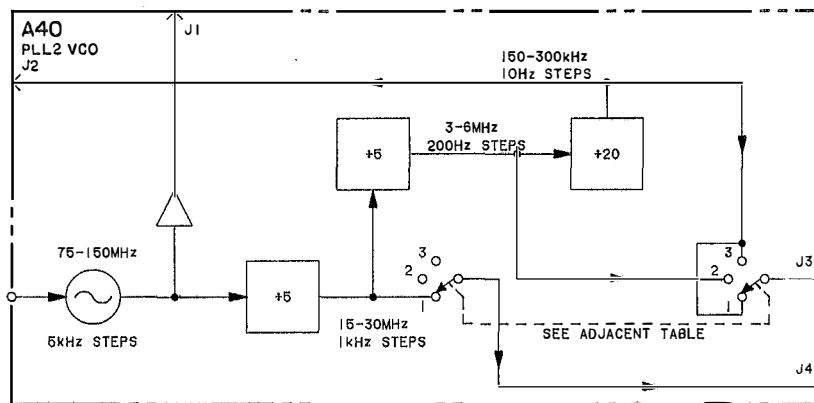 A40
PLL2 VCO
J2
J1
150-300kHz
10Hz STEPS
3-6MHz
200Hz STEPS
÷5
÷20
75-150MHz
3
2
1
3
2
1
J3
÷5
15-30MHz
1kHz STEPS
5kHz STEPS
SEE ADJACENT TABLE
J4